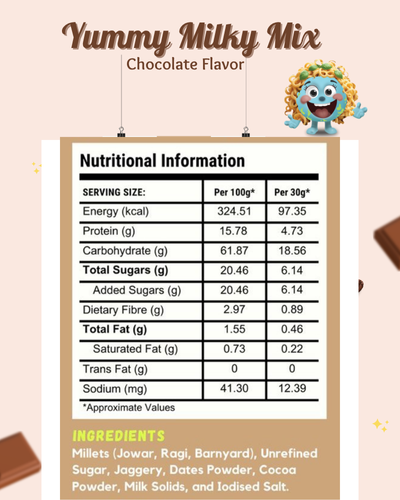 Yummy Milky Mix
Chocolate Flavor
Nutritional Information
SERVING SIZE: Per 100g* Per 30g*
Energy (kcal) 324.51 97.35
Protein (g) 15.78 4.73
Carbohydrate (g) 61.87 18.56
Total Sugars (g) 20.46 6.14
Added Sugars (g) 20.46 6.14
Dietary Fibre (g) 2.97 0.89
Total Fat (g) 1.55 0.46
Saturated Fat (g) 0.73 0.22
Trans Fat (g) 0 0
Sodium (mg) 41.30 12.39
*Approximate Values
INGREDIENTS
Millets (Jowar, Ragi, Barnyard), Unrefined
Sugar, Jaggery, Dates Powder, Cocoa
Powder, Milk Solids, and Iodised Salt.